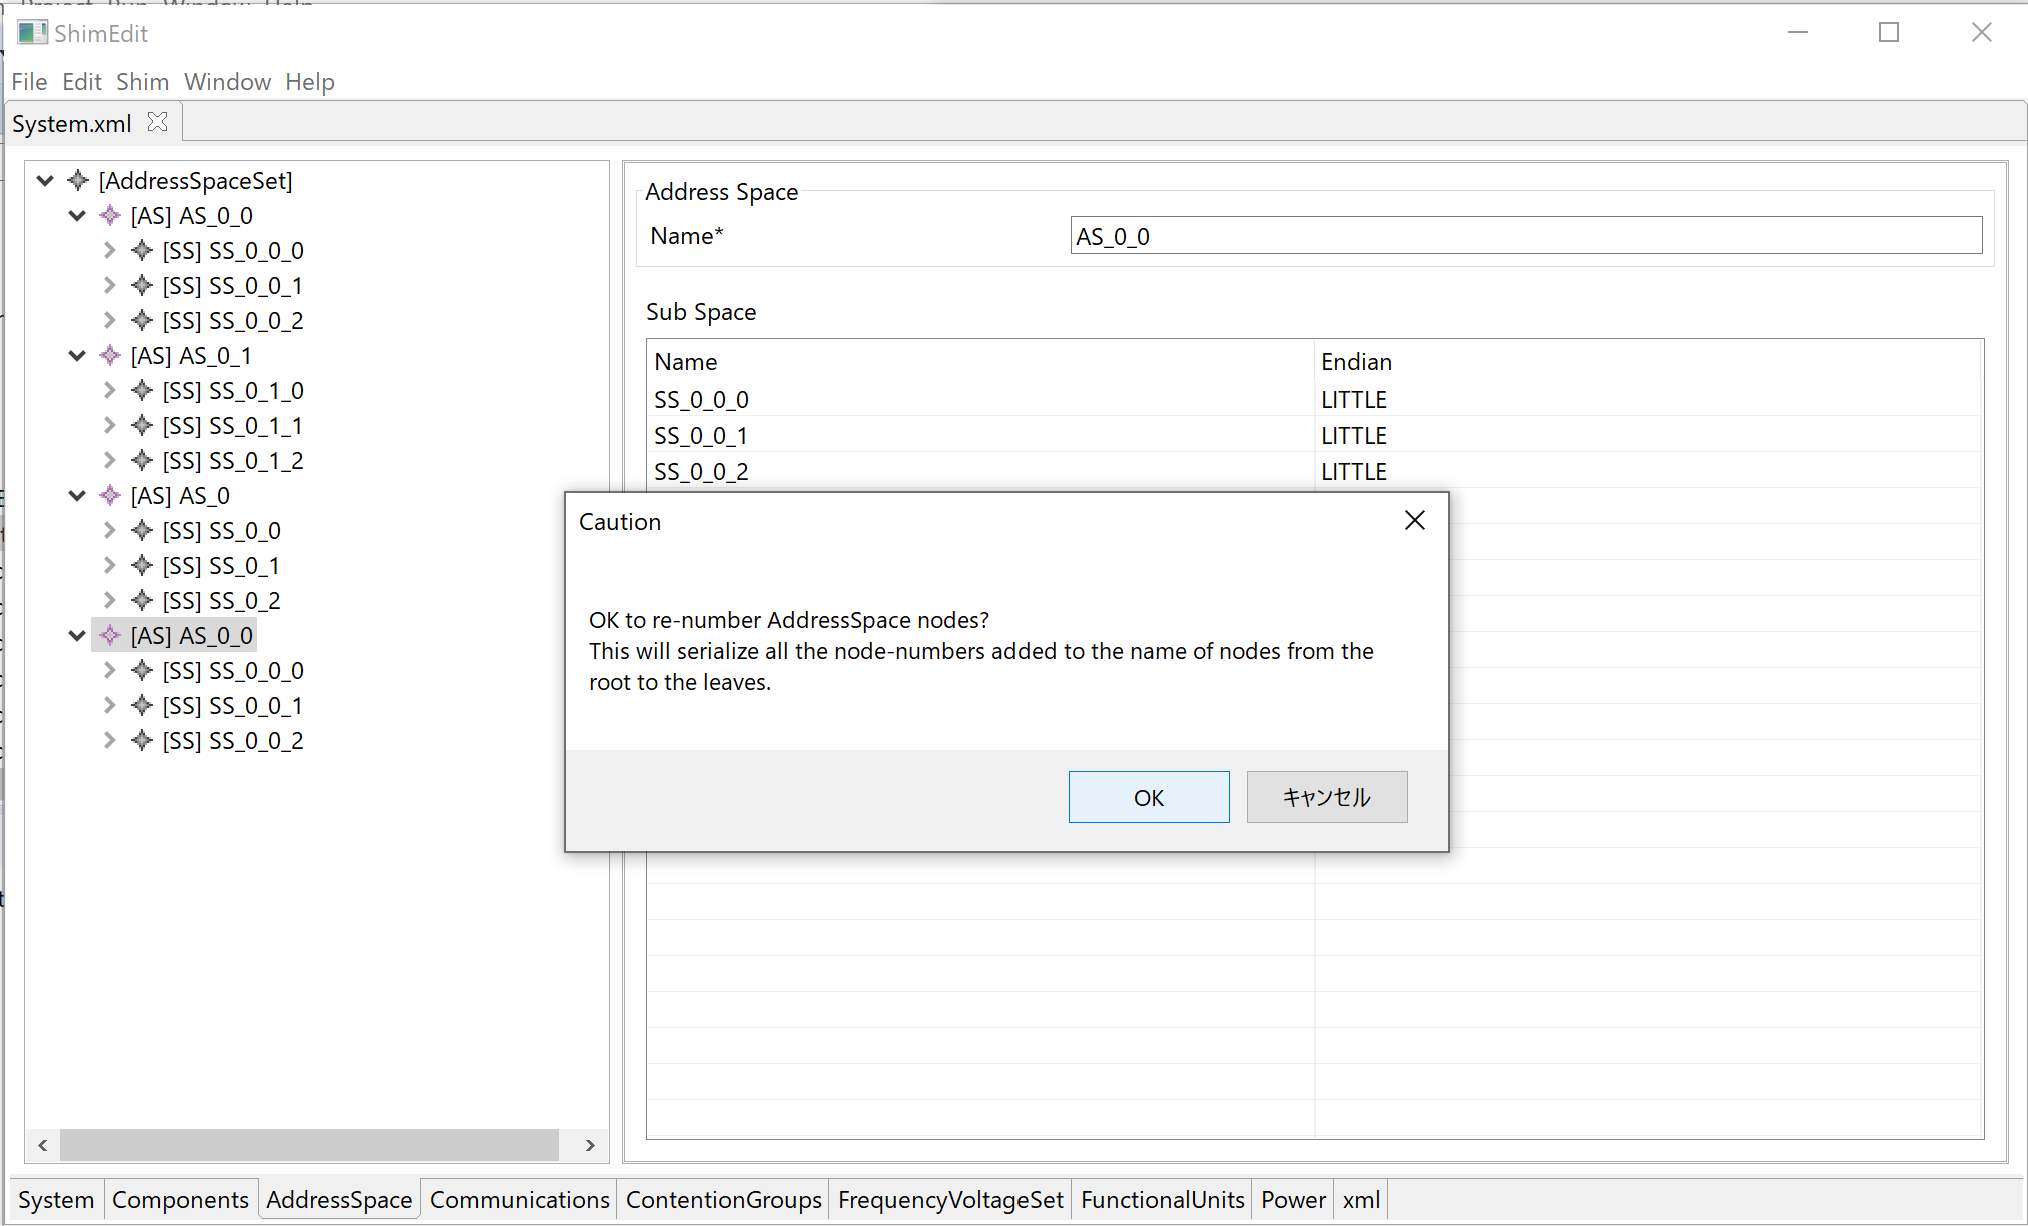 ShimEdit
File Edit Shim Window Help
System.xml
[AddressSpaceSet]
[AS] AS_0_0
[SS] SS_0_0_0
[SS] SS_0_0_1
[SS] SS_0_0_2
[AS] AS_0_1
[SS] SS_0_1_0
[SS] SS_0_1_1
[SS] SS_0_1_2
[AS] AS_0
[SS] SS_0_0
[SS] SS_0_1
[SS] SS_0_2
[AS] AS_0_0
[SS] SS_0_0_0
[SS] SS_0_0_1
[SS] SS_0_0_2
Address Space
Name* AS_0_0
Sub Space
Name Endian
SS_0_0_0 LITTLE
SS_0_0_1 LITTLE
SS_0_0_2 LITTLE
Caution
OK to re-number AddressSpace nodes?
This will serialize all the node-numbers added to the name of nodes from the
root to the leaves.
OK キャンセル
System Components AddressSpace Communications ContentionGroups FrequencyVoltageSet FunctionalUnits Power xml